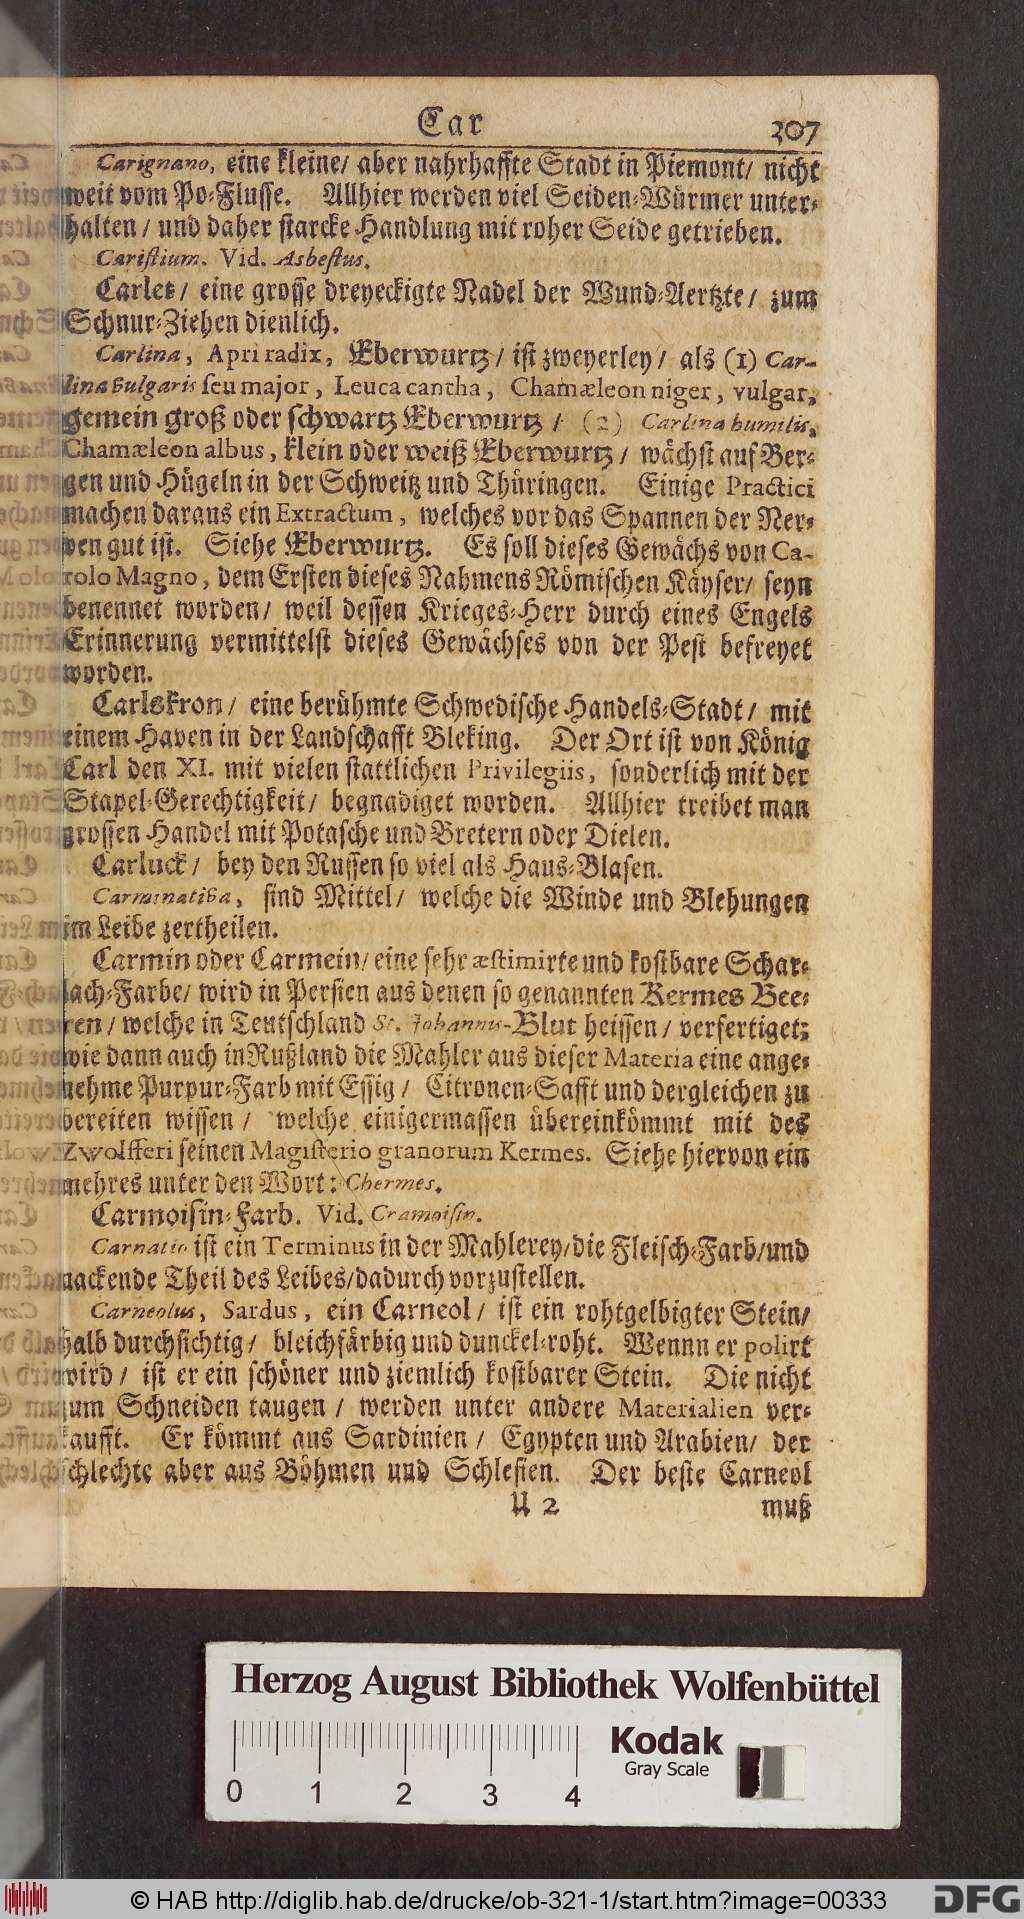 Car 307
Carignano, eine kleine/ aber nahrhaffte Stadt in Piemont/ nicht
weit vom Po-Flusse. Allhier werden viel Seiden-Würmer unter-
halten / und daher starcke Handlung mit roher Seide getrieben.
Caristium. Vid. Asbestus.
Carlet/ eine grosse dreyeckigte Nadel der Wund-Aertzte / zum
Schnur-Ziehen dienlich.
Carlina, Apri radix, Eberwurtz / ist zweyerley/ als (1) Car-
lina vulgaris seu major, Leucacantha, Chamæleon niger, vulgar,
gemein groß oder schwartz Eberwurtz / (2) Carlina humilis,
Chamæleon albus, klein oder weiß Eberwurtz / wächst auf Ber-
gen und Hügeln in der Schweitz und Thüringen. Einige Practici
machen daraus ein Extractum, welches vor das Spannen der Ner-
ven gut ist. Siehe Eberwurtz. Es soll dieses Gewächs von Ca-
rolo Magno, dem Ersten dieses Nahmens Römischen Käyser/ seyn
benennet worden/ weil dessen Krieges-Herr durch eines Engels
Erinnerung vermittelst dieses Gewächses von der Pest befreyet
worden.
Carlskron / eine berühmte Schwedische Handels-Stadt/ mit
einem Haven in der Landschafft Bleking. Der Ort ist von König
Carl den XI. mit vielen stattlichen Privilegiis, sonderlich mit der
Stapel-Gerechtigkeit/ begnadiget worden. Allhier treibet man
grossen Handel mit Potasche und Bretern oder Dielen.
Carluck / bey den Russen so viel als Haus-Blasen.
Carminativa, sind Mittel/ welche die Winde und Blehungen
im Leibe zertheilen.
Carmin oder Carmein/ eine sehr æstimirte und kostbare Schar-
lach-Farbe/ wird in Persien aus denen so genannten Kermes Bee-
ren / welche in Teutschland St. Johannis-Blut heissen / verfertiget;
wie dann auch in Rußland die Mahler aus dieser Materia eine ange-
nehme Purpur-Farb mit Essig / Citronen-Safft und dergleichen zu
bereiten wissen / welche einigermassen übereinkömmt mit des
Zwölfferi seinen Magisterio granorum Kermes. Siehe hiervon ein
mehres unter den Wort: Chermes.
Carmoisin-Farb. Vid. Cramoisin.
Carnatio ist ein Terminus in der Mahlerey/die Fleisch-Farb/und
nackende Theil des Leibes/dadurch vorzustellen.
Carneolus, Sardus, ein Carneol / ist ein rohtgelbigter Stein/
halb durchsichtig / bleichfärbig und dunckel-roht. Wennn er polirt
wird / ist er ein schöner und ziemlich kostbarer Stein. Die nicht
zum Schneiden taugen / werden unter andere Materialien ver-
kaufft. Er kömmt aus Sardinien / Egypten und Arabien/ der
schlechte aber aus Böhmen und Schlesien. Der beste Carneol
U 2 muß
Herzog August Bibliothek Wolfenbüttel
Kodak
Gray Scale
0 1 2 3 4
© HAB http://diglib.hab.de/drucke/ob-321-1/start.htm?image=00333
DFG